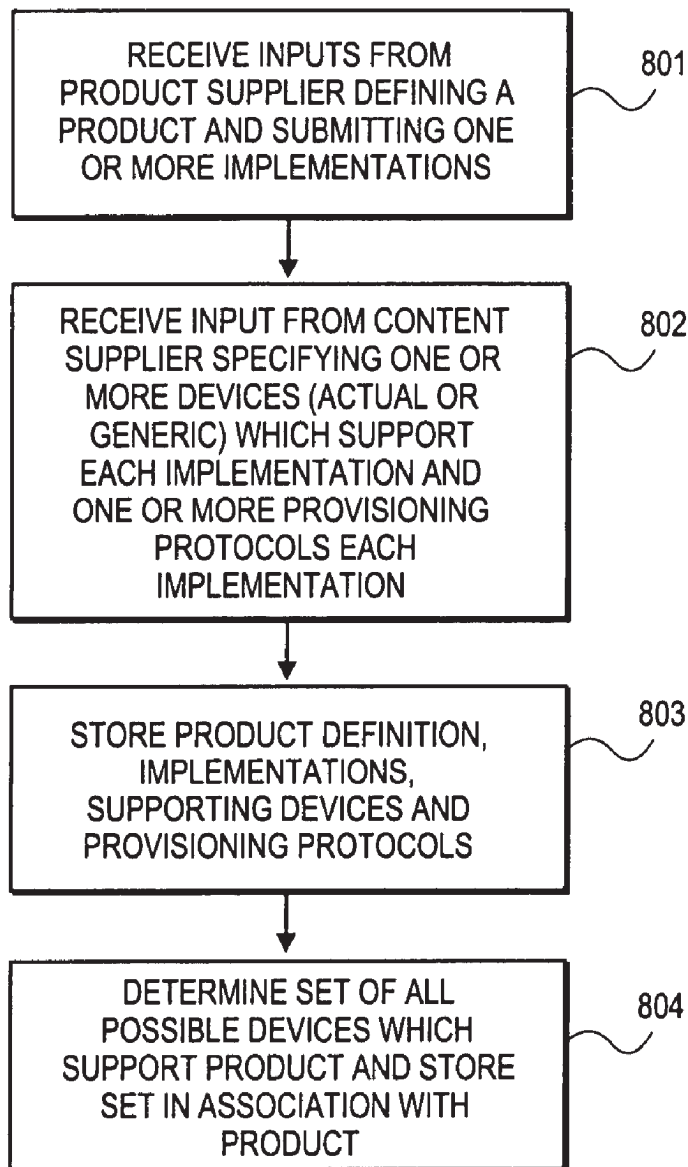 RECEIVE INPUTS FROM
PRODUCT SUPPLIER DEFINING A
PRODUCT AND SUBMITTING ONE
OR MORE IMPLEMENTATIONS
801
RECEIVE INPUT FROM CONTENT
SUPPLIER SPECIFYING ONE OR
MORE DEVICES (ACTUAL OR
GENERIC) WHICH SUPPORT
EACH IMPLEMENTATION AND
ONE OR MORE PROVISIONING
PROTOCOLS EACH
IMPLEMENTATION
802
STORE PRODUCT DEFINITION,
IMPLEMENTATIONS,
SUPPORTING DEVICES AND
PROVISIONING PROTOCOLS
803
DETERMINE SET OF ALL
POSSIBLE DEVICES WHICH
SUPPORT PRODUCT AND STORE
SET IN ASSOCIATION WITH
PRODUCT
804